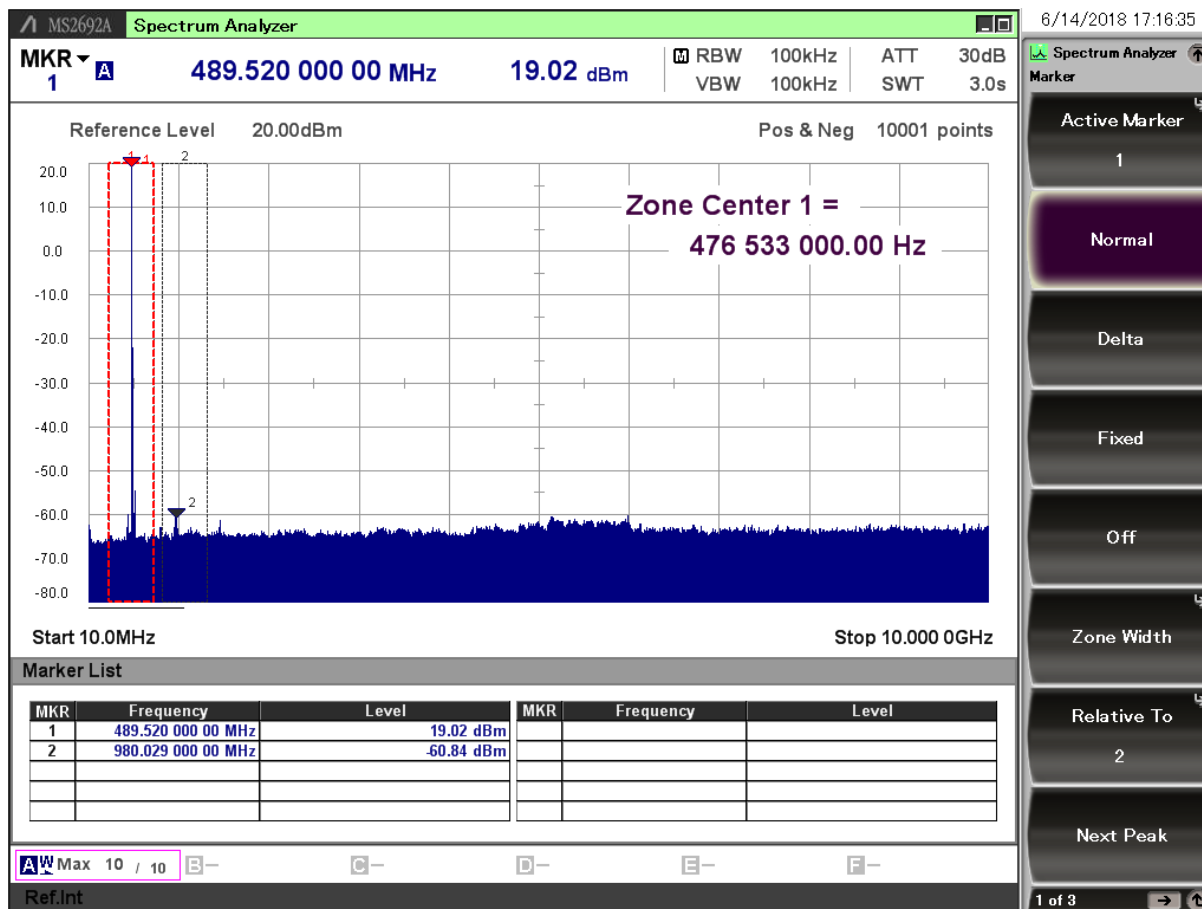 MS2692A Spectrum Analyzer
6/14/2018 17:16:35
MKR 1 A 489.520 000 00 MHz 19.02 dBm
M RBW 100kHz ATT 30dB
VBW 100kHz SWT 3.0s
Reference Level 20.00dBm Pos & Neg 10001 points
1 1 2
20.0
10.0
0.0
-10.0
-20.0
-30.0
-40.0
-50.0
-60.0
-70.0
-80.0
Zone Center 1 =
476 533 000.00 Hz
2
Start 10.0MHz Stop 10.000 0GHz
Marker List
MKR Frequency Level MKR Frequency Level
1 489.520 000 00 MHz 19.02 dBm
2 980.029 000 00 MHz -60.84 dBm
A W Max 10 / 10 B- C- D- E- F-
Ref.Int
Spectrum Analyzer
Marker
Active Marker
1
Normal
Delta
Fixed
Off
Zone Width
Relative To
2
Next Peak
1 of 3